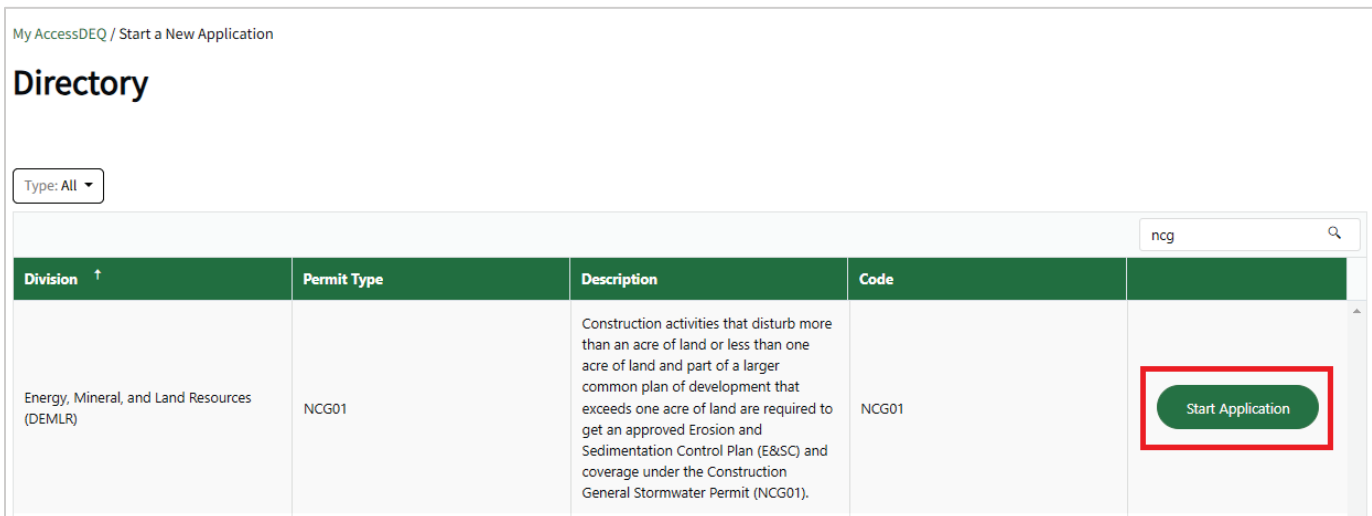 My AccessDEQ / Start a New Application
Directory
Type: All
ncg
Division ↑ Permit Type Description Code
Construction activities that disturb more
than an acre of land or less than one
acre of land and part of a larger
common plan of development that
Energy, Mineral, and Land Resources
(DEMLR)
NCG01
exceeds one acre of land are required to
get an approved Erosion and
Sedimentation Control Plan (E&SC) and
coverage under the Construction
General Stormwater Permit (NCG01).
NCG01
Start Application